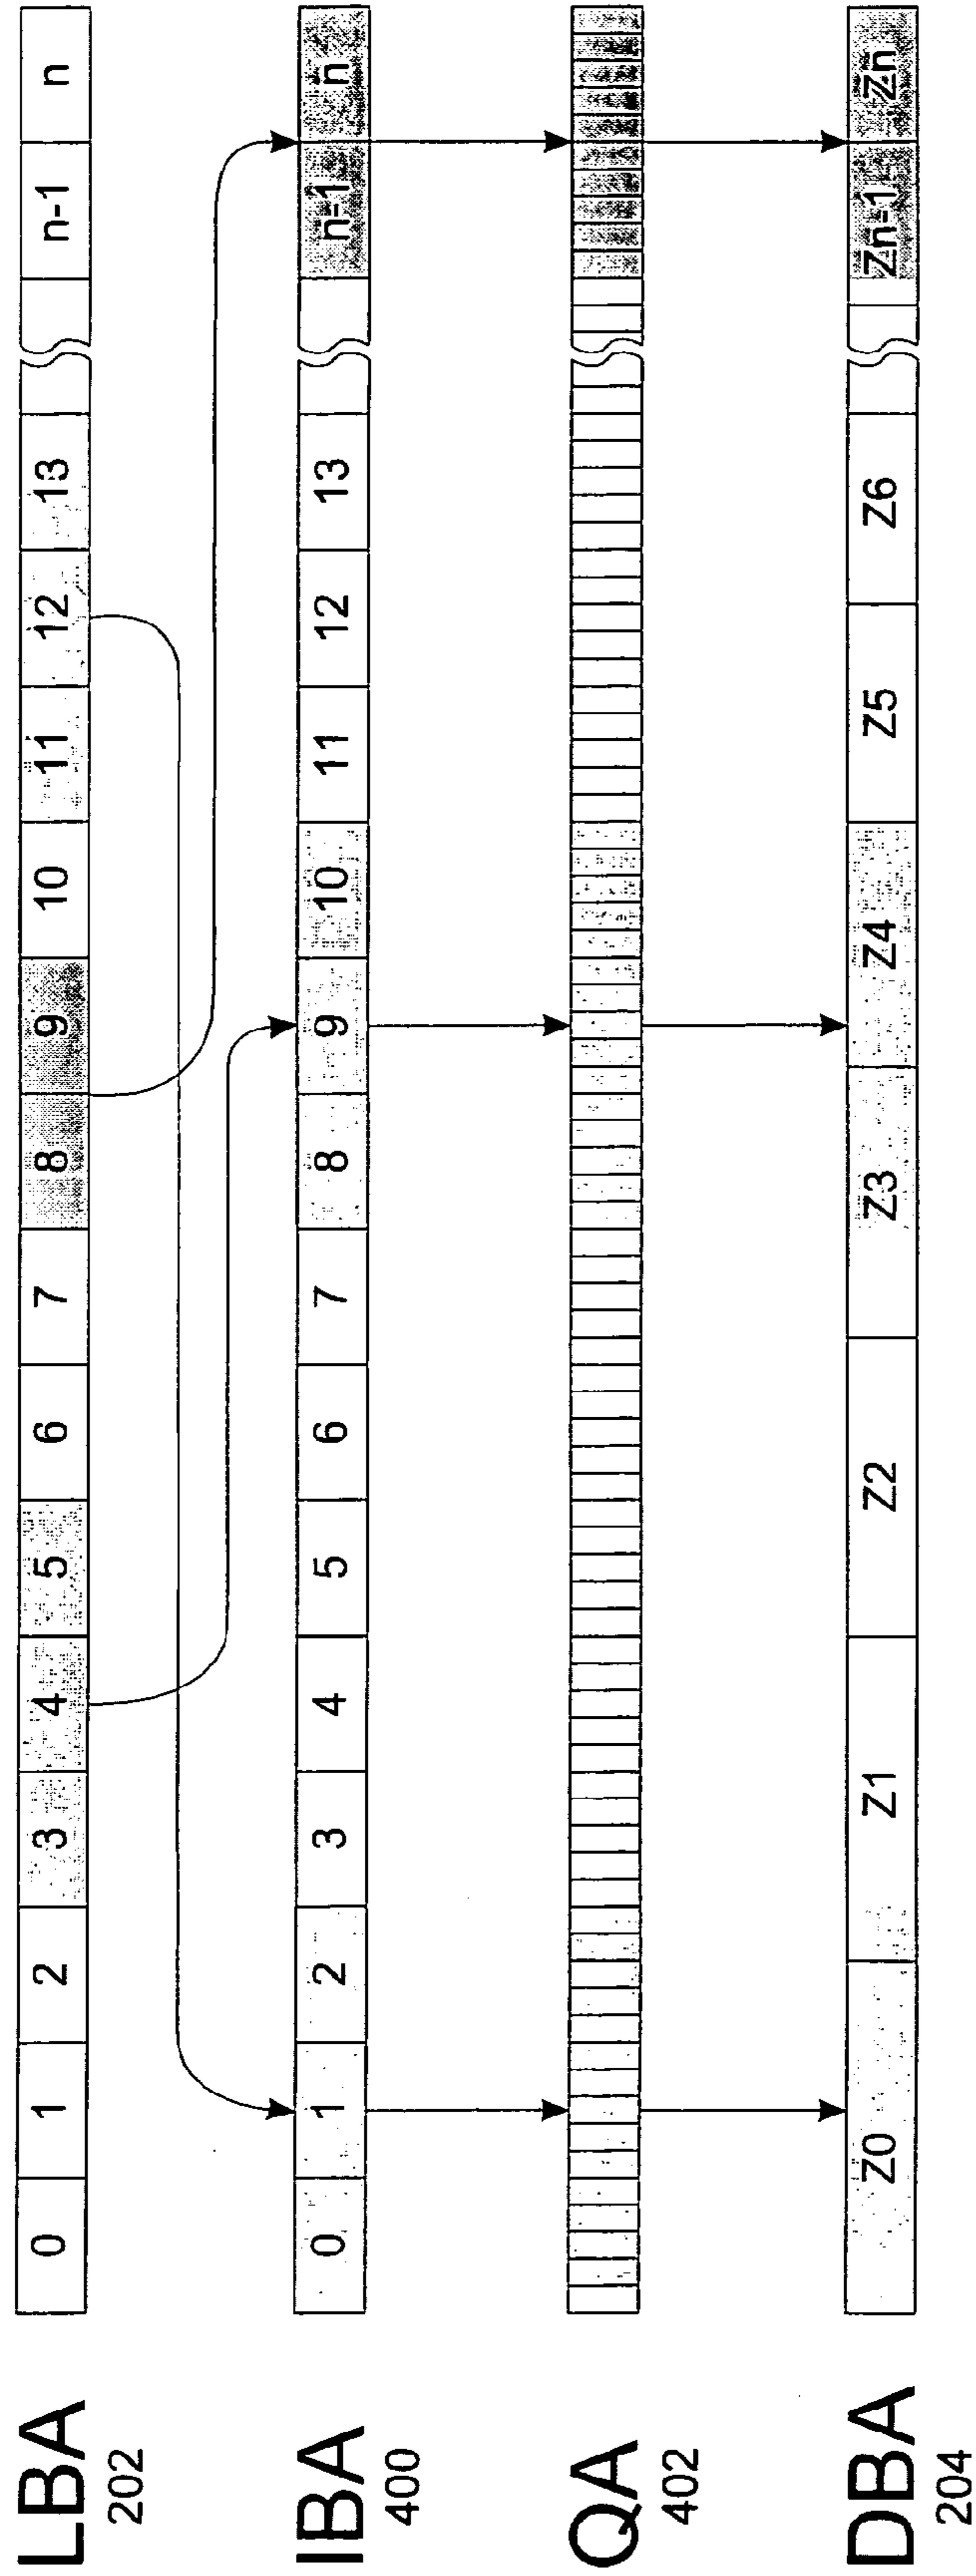 LBA 0 1 2 3 4 5 6 7 8 9 10 11 12 13 n-1 n
202
IBA 0 1 2 3 4 5 6 7 8 9 10 11 12 13 n-1 n
400
QA
402
DBA Z0 Z1 Z2 Z3 Z4 Z5 Z6 Zn-1 Zn
204